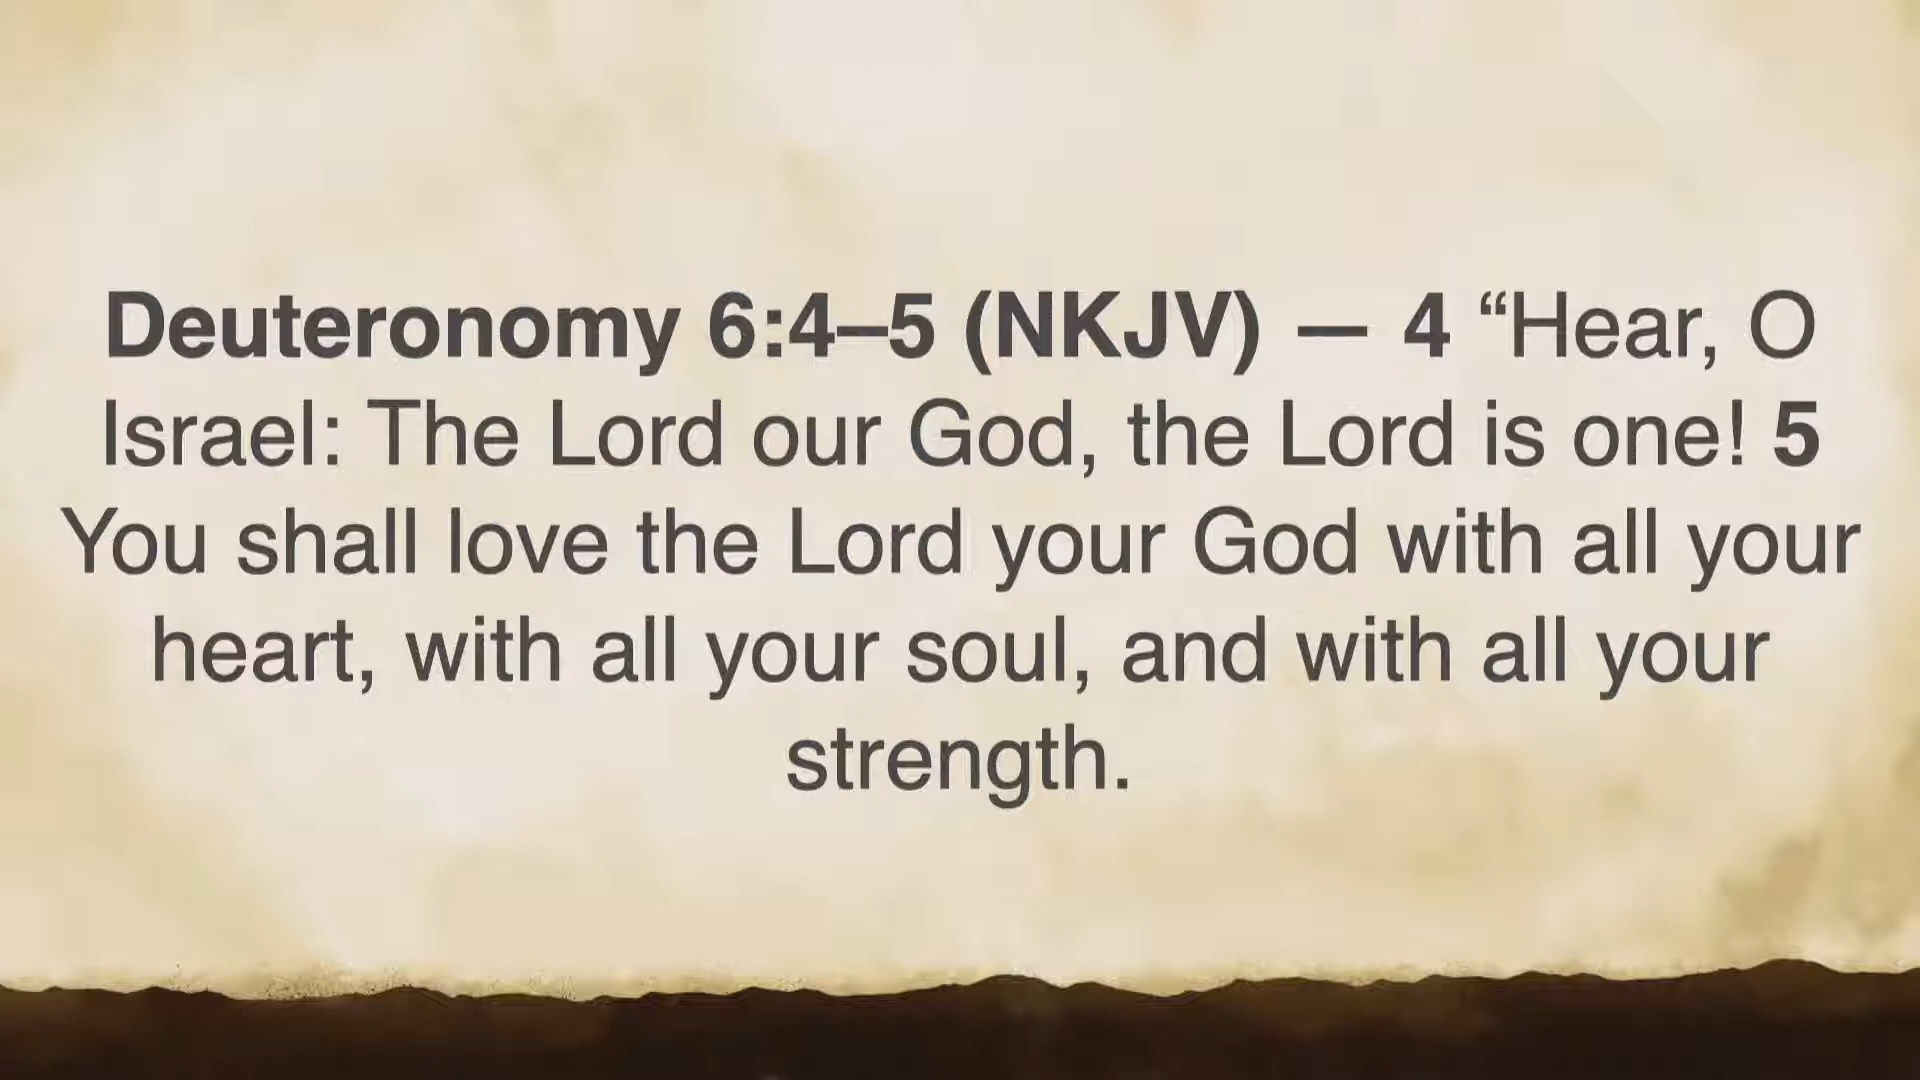 Deuteronomy 6:4–5 (NKJV) — 4 “Hear, O
Israel: The Lord our God, the Lord is one! 5
You shall love the Lord your God with all your
heart, with all your soul, and with all your
strength.